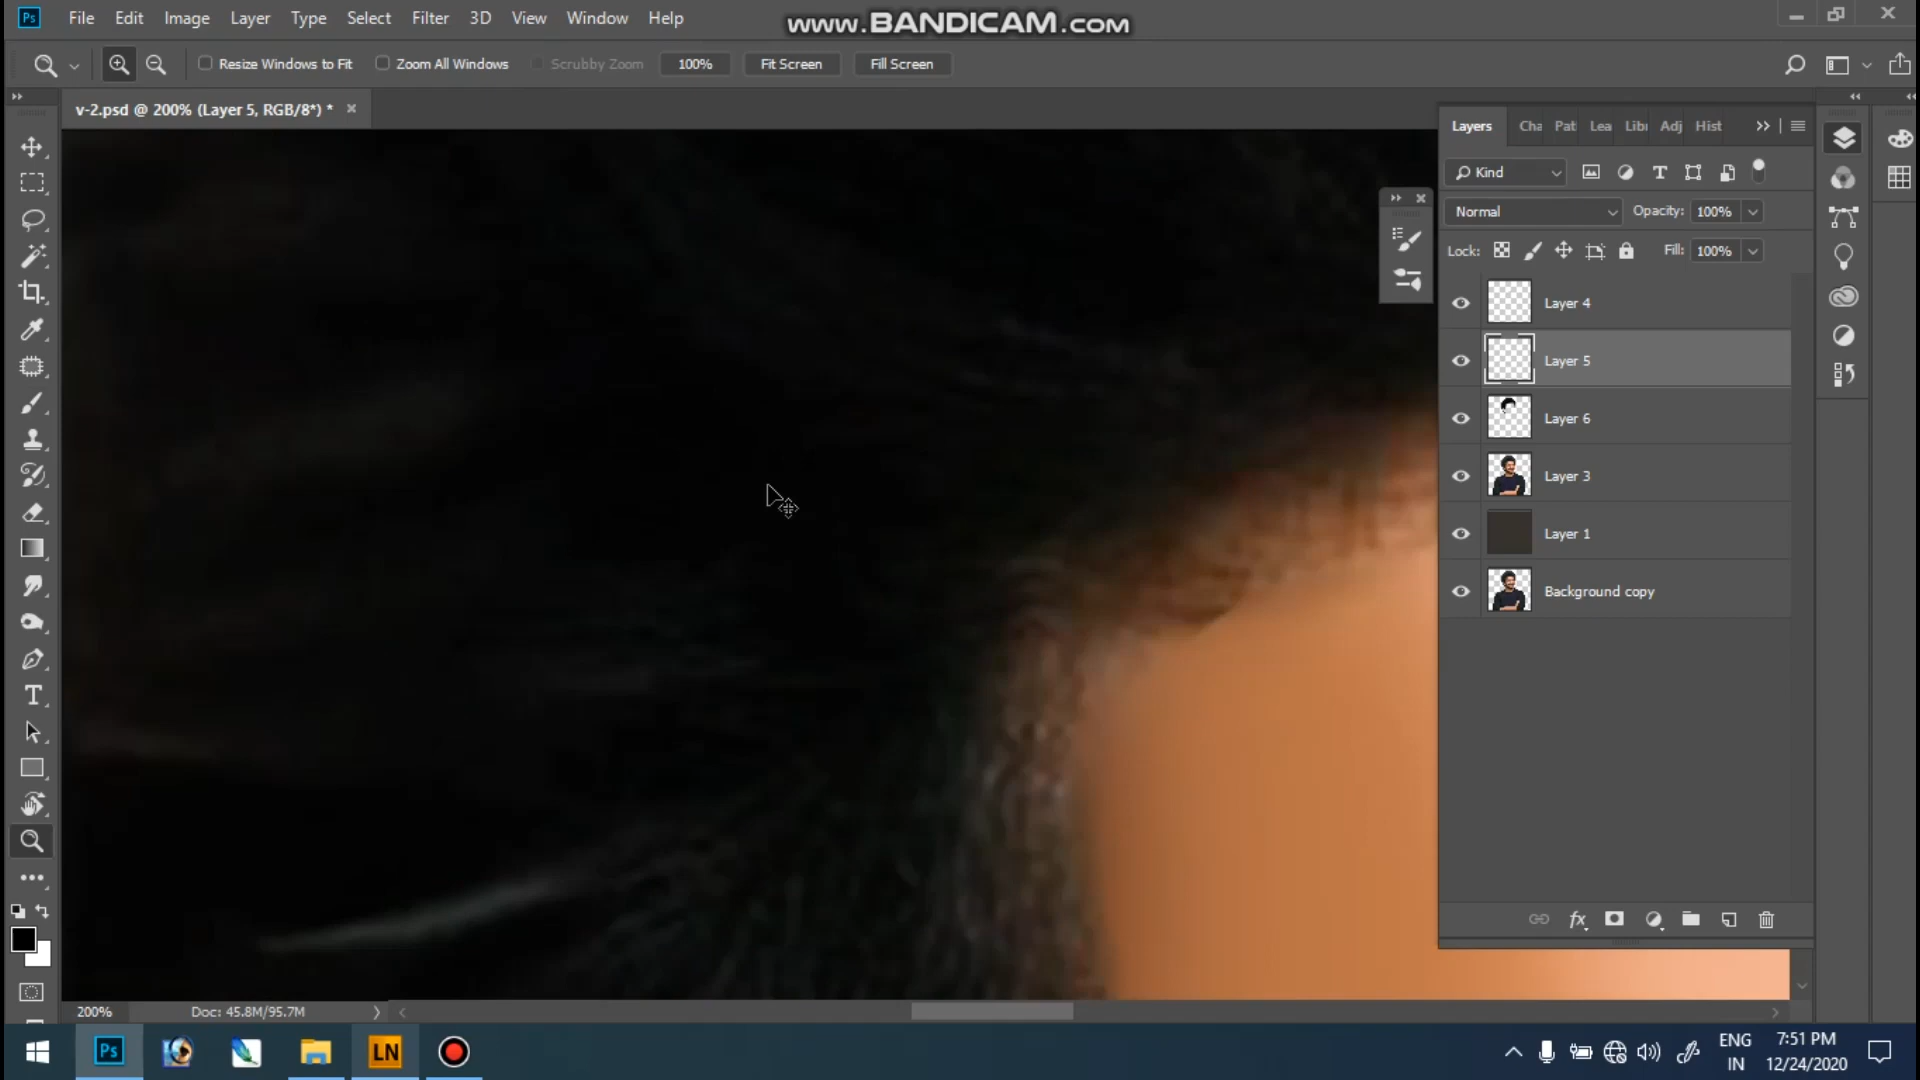 Ps File Edit Image Layer Type Select Filter 3D View Window Help
www.BANDICAM.com
Resize Windows to Fit Zoom All Windows Scrubby Zoom 100% Fit Screen Fill Screen
v-2.psd @ 200% (Layer 5, RGB/8*) *
Layers Cha Pat Lea Libi Adj Hist
Kind
Normal Opacity: 100%
Lock: Fill: 100%
Layer 4
Layer 5
Layer 6
Layer 3
Layer 1
Background copy
fx
200% Doc: 45.8M/95.7M
Ps LN
ENG 7:51 PM
IN 12/24/2020